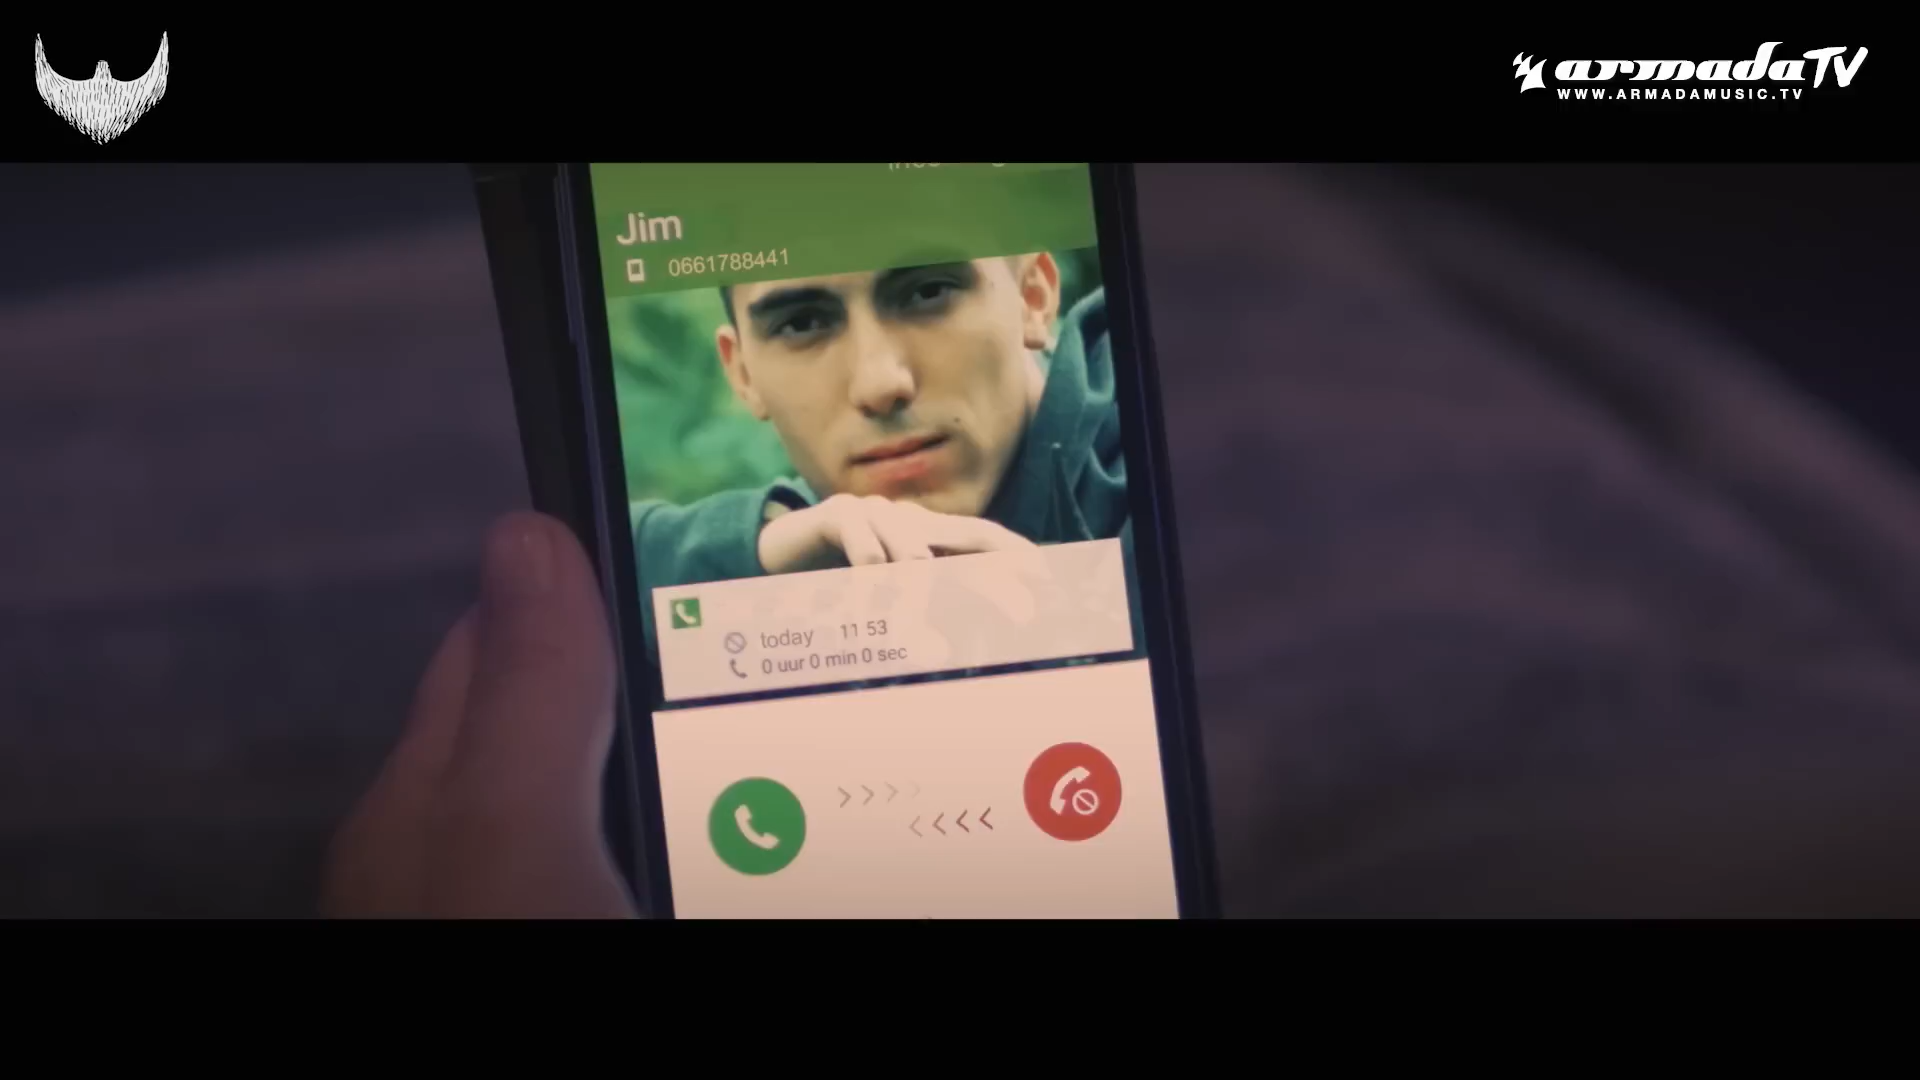 armadaTV
WWW.ARMADAMUSIC.TV
Jim
0661788441
today 11 53
0 uur 0 min 0 sec